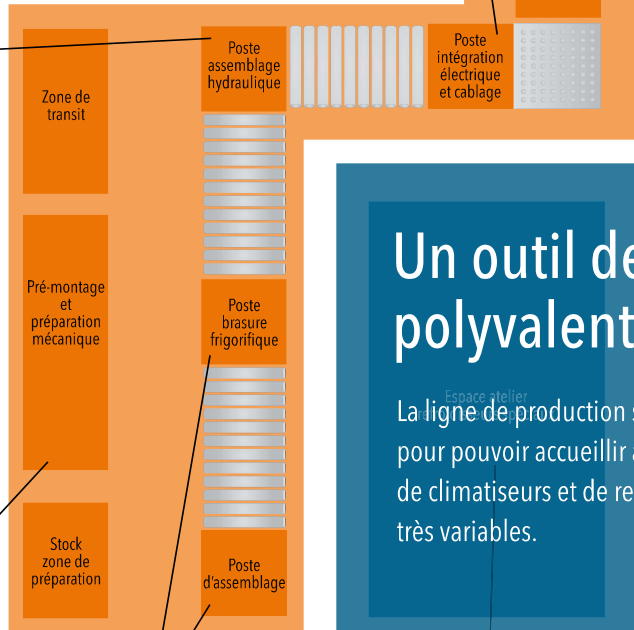 Zone de
transit
Pré-montage
et
préparation
mécanique
Stock
zone de
préparation
Poste
assemblage
hydraulique
Poste
brasure
frigorifique
Poste
d'assemblage
Poste
intégration
électrique
et cablage
Un outil de
polyvalent
Espace atelier
La ligne de production
pour pouvoir accueillir
de climatiseurs et de re
très variables.